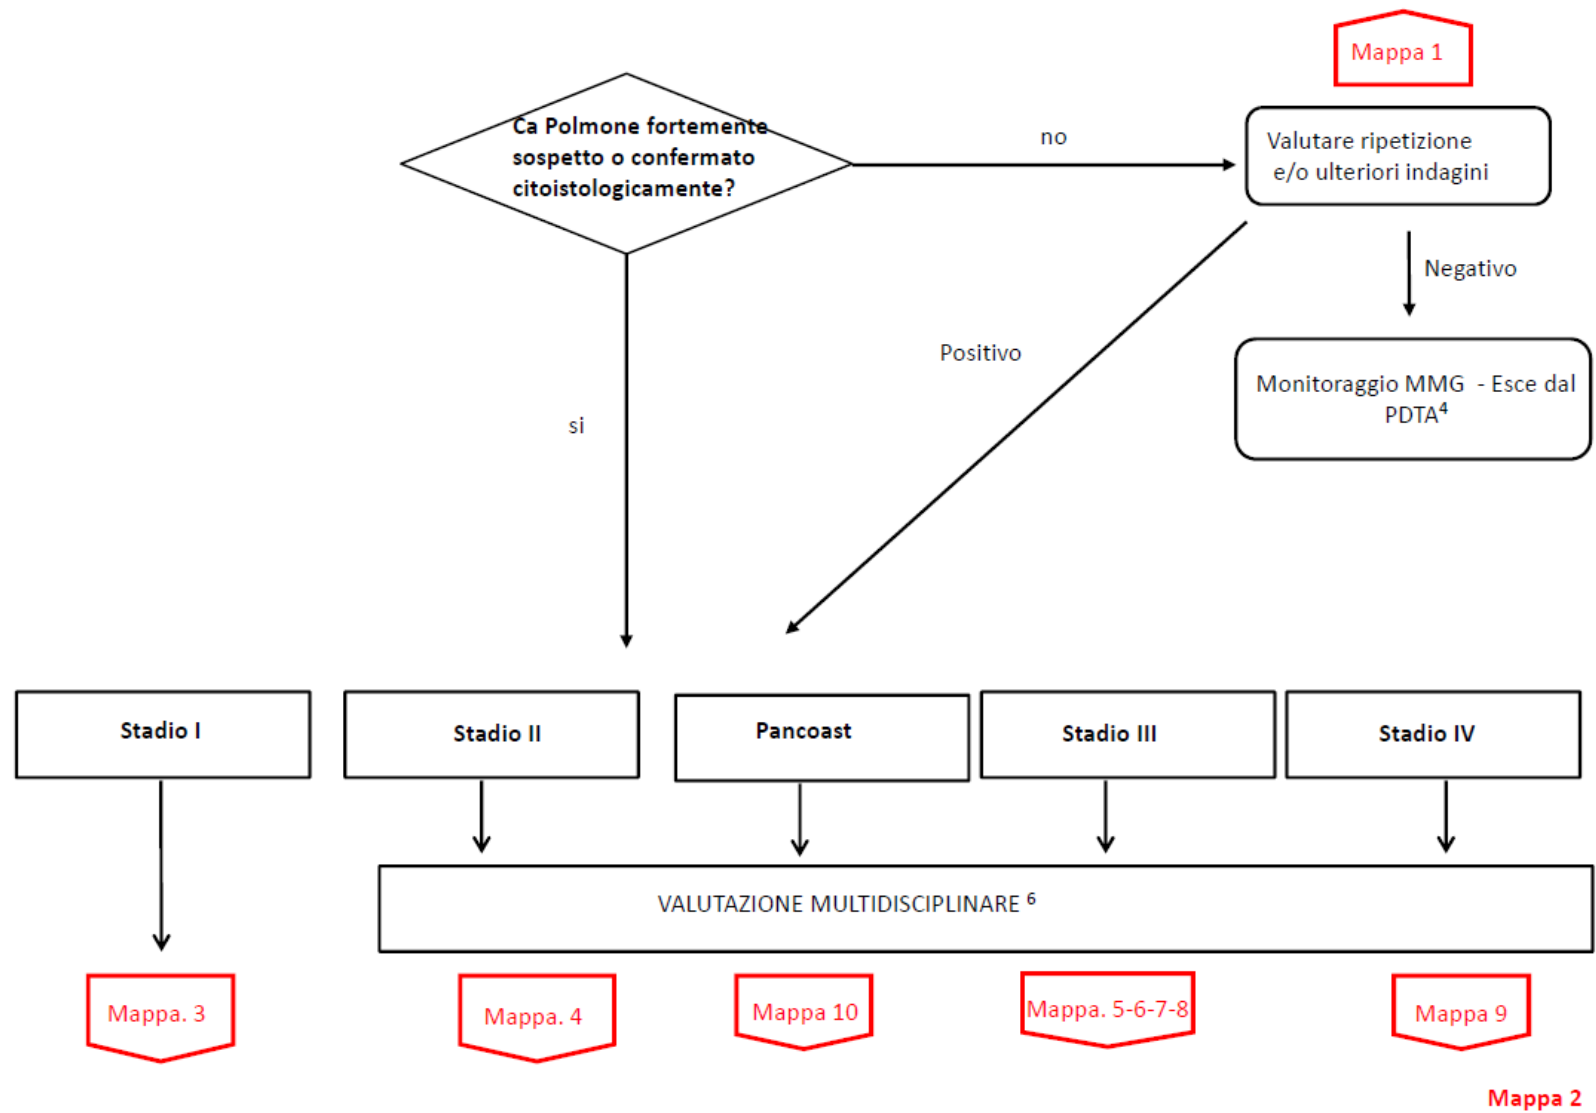 Mappa 1
Ca Polmone fortemente
sospetto o confermato
citoistologicamente?
no
Valutare ripetizione
e/o ulteriori indagini
Negativo
Positivo
Monitoraggio MMG - Esce dal
PDTA4
si
Stadio I
Stadio II
Pancoast
Stadio III
Stadio IV
VALUTAZIONE MULTIDISCIPLINARE 6
Mappa. 3
Mappa. 4
Mappa 10
Mappa. 5-6-7-8
Mappa 9
Mappa 2